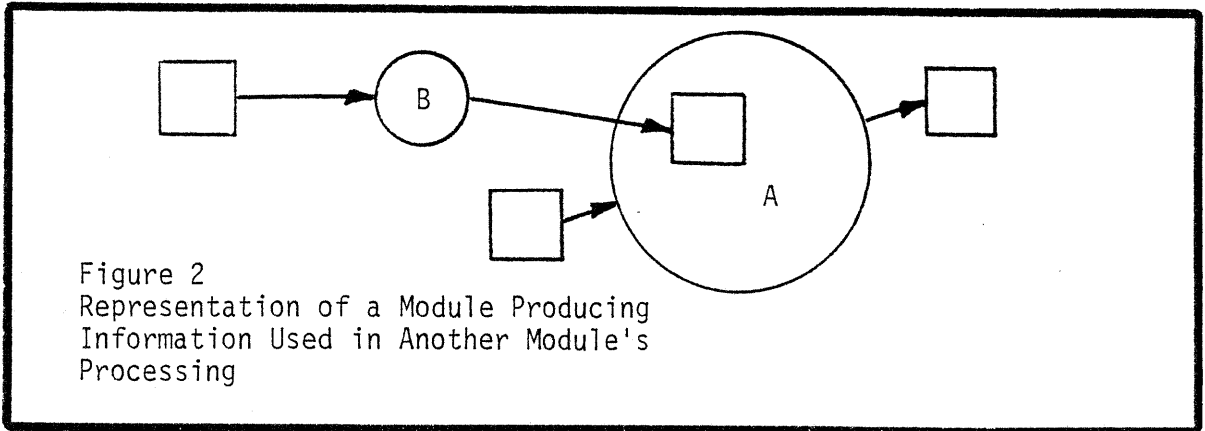 B
A
Figure 2
Representation of a Module Producing
Information Used in Another Module's
Processing